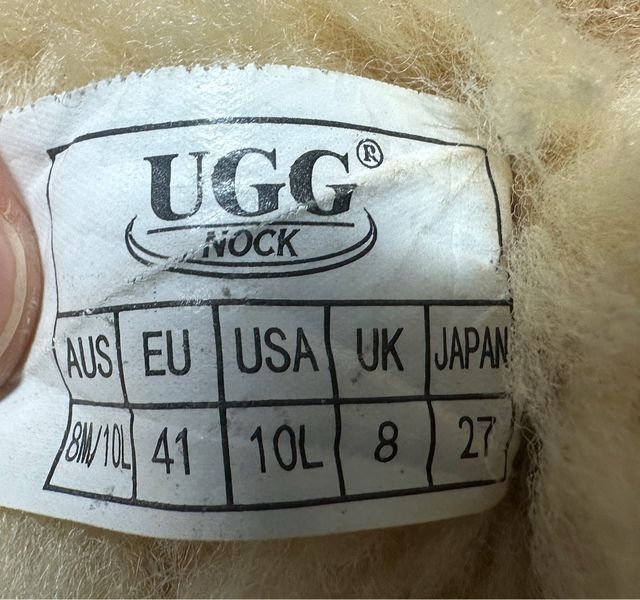 UGG®
NOCK
AUS EU USA UK JAPAN
8M/10L 41 10L 8 27